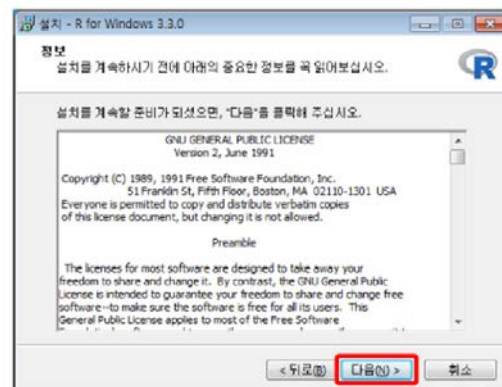 설치 - R for Windows 3.3.0
정보
설치를 계속하시기 전에 아래의 중요한 정보를 꼭 읽어보십시오.
R
설치를 계속할 준비가 되셨으면, "다음"을 클릭해 주십시오.
GNU GENERAL PUBLIC LICENSE
Version 2, June 1991
Copyright (C) 1989, 1991 Free Software Foundation, Inc.
51 Franklin St, Fifth Floor, Boston, MA 02110-1301 USA
Everyone is permitted to copy and distribute verbatim copies
of this license document, but changing it is not allowed.
Preamble
The licenses for most software are designed to take away your
freedom to share and change it. By contrast, the GNU General Public
License is intended to guarantee your freedom to share and change free
software--to make sure the software is free for all its users. This
General Public License applies to most of the Free Software
< 뒤로(B)
다음(N) >
취소